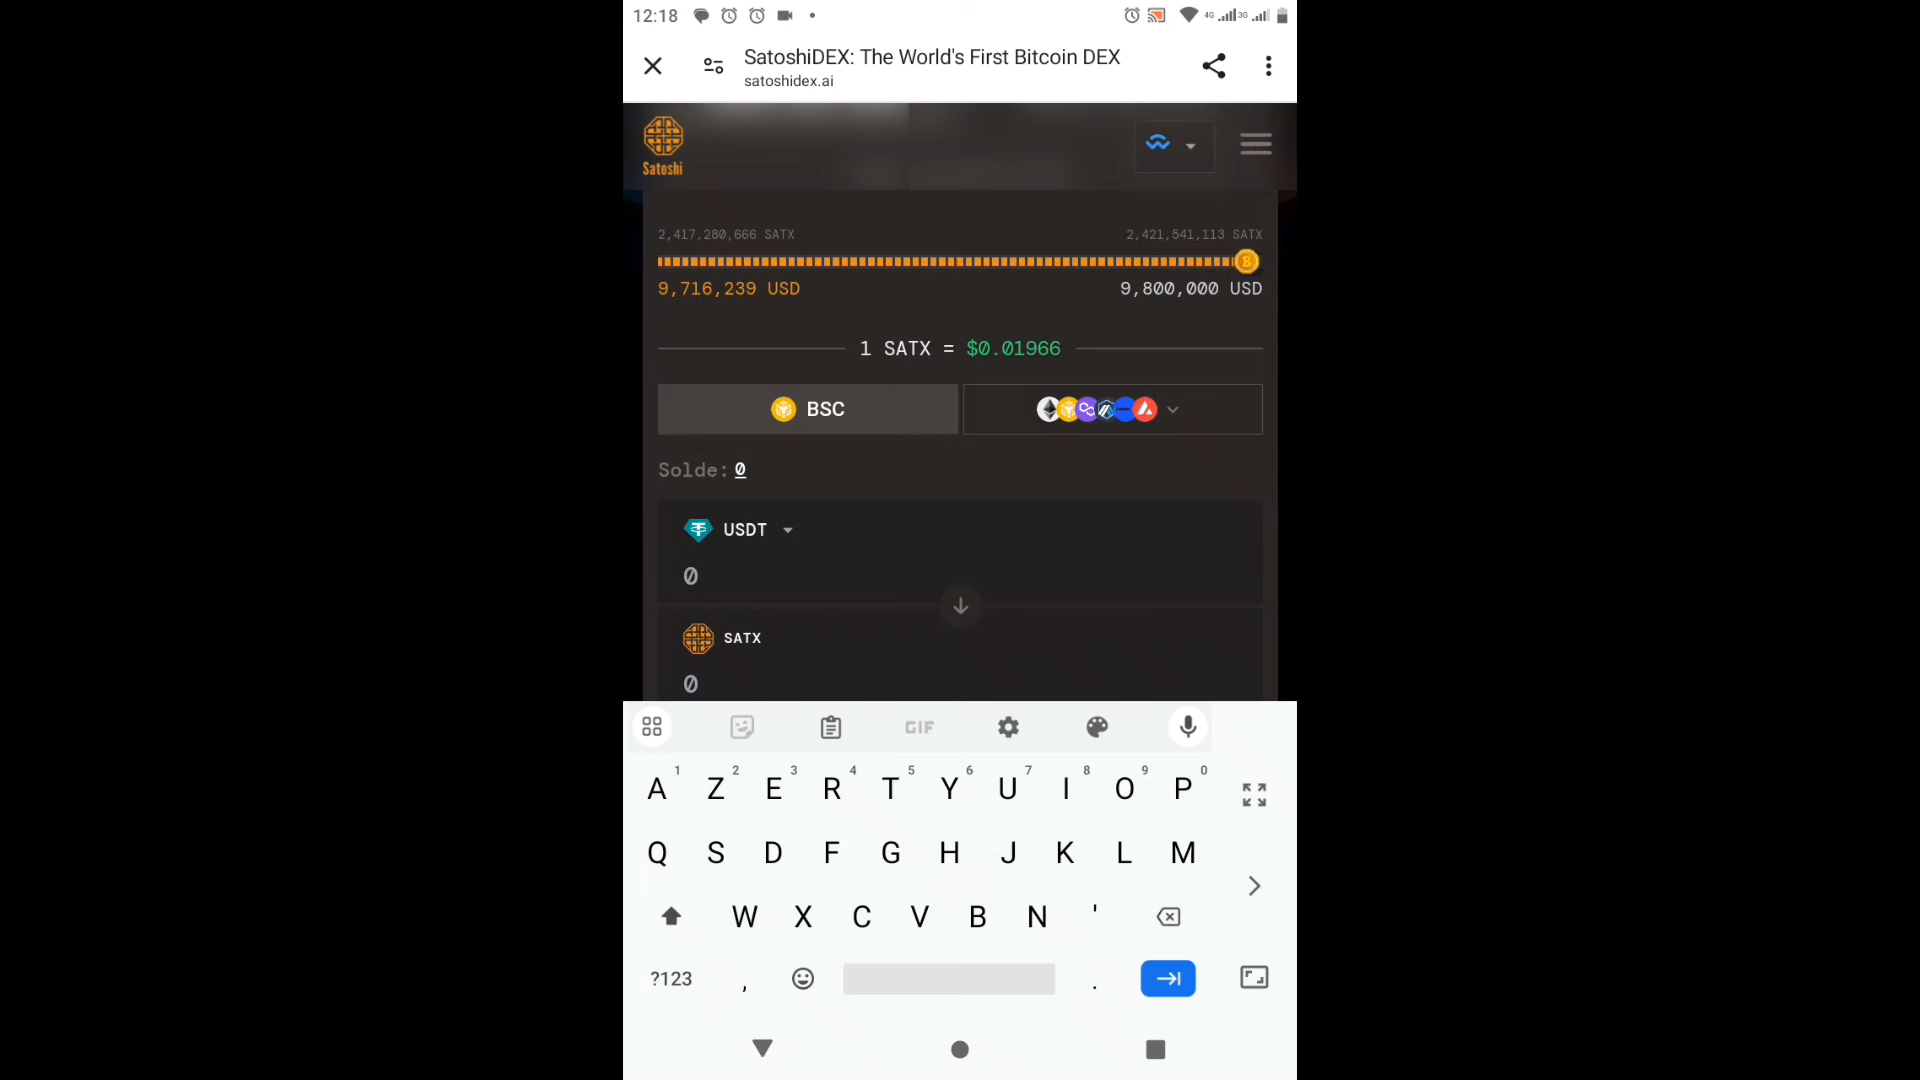 12:18
4G 3G
SatoshiDEX: The World's First Bitcoin DEX
satoshidex.ai
Satoshi
2,417,280,666 SATX 2,421,541,113 SATX
9,716,239 USD 9,800,000 USD
1 SATX = $0.01966
BSC
Solde: 0
USDT
0
SATX
0
GIF
A 1 Z 2 E 3 R 4 T 5 Y 6 U 7 I 8 O 9 P 0
Q S D F G H J K L M
W X C V B N '
?123 , .